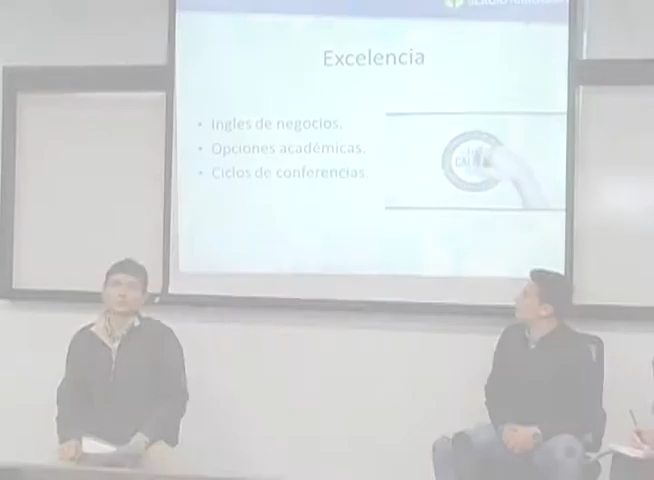 Excelencia
• Ingles de negocios.
• Opciones académicas.
• Ciclos de conferencias.